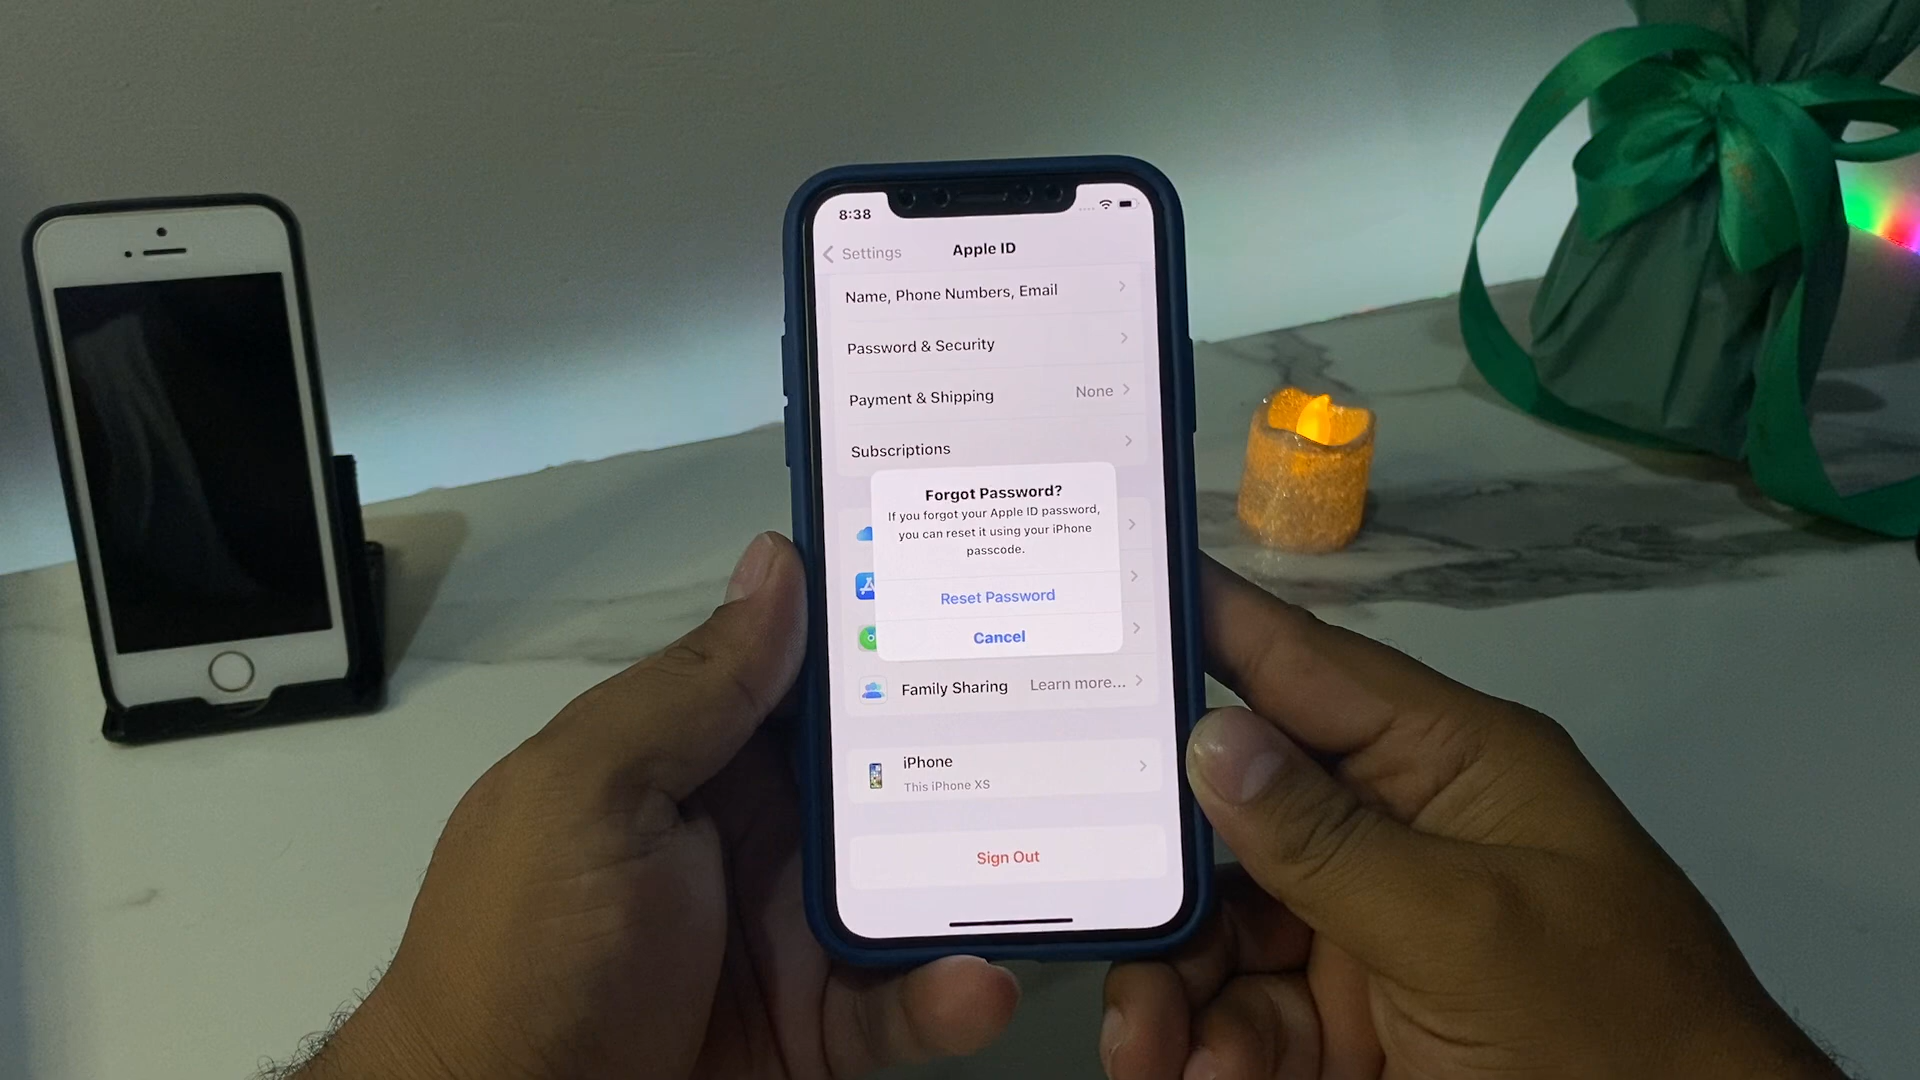 8:38
Settings
Apple ID
Name, Phone Numbers, Email
Password & Security
Payment & Shipping
None
Subscriptions
Forgot Password?
If you forgot your Apple ID password,
you can reset it using your iPhone
passcode.
Reset Password
Cancel
Family Sharing
Learn more...
iPhone
This iPhone XS
Sign Out